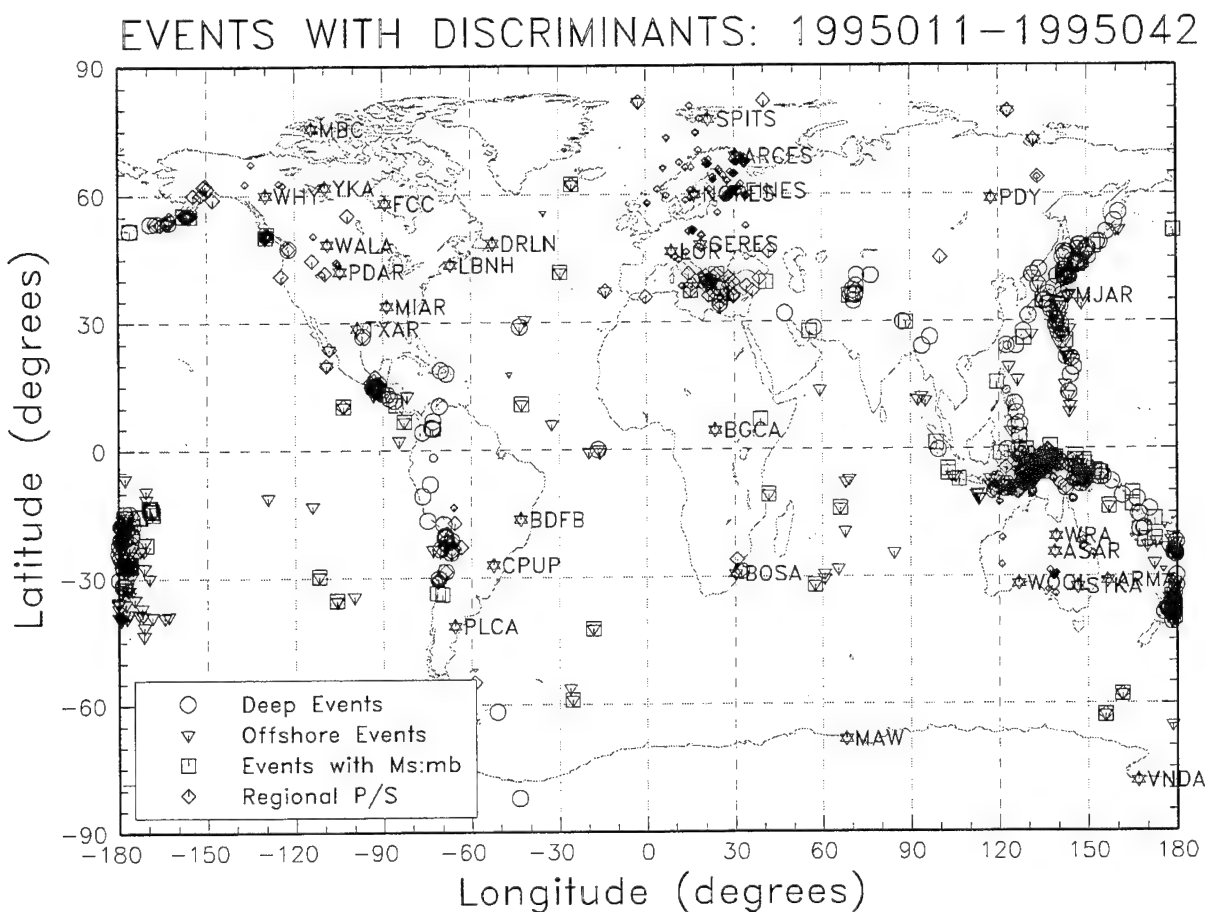 EVENTS WITH DISCRIMINANTS: 1995011–1995042
Latitude (degrees)
90
60
30
0
−30
−60
−90
MBC
SPITS
ARCES
WHY
YKA
FCC
NORES
FINES
PDY
WALA
DRLN
LOR
GERES
PDAR
LBNH
MIAR
MJAR
TXAR
BGCA
BDFB
WRA
ASAR
CPUP
BOSA
WOOL
STKA
ARMA
PLCA
MAW
VNDA
Deep Events
Offshore Events
Events with Ms:mb
Regional P/S
−180 −150 −120 −90 −60 −30 0 30 60 90 120 150 180
Longitude (degrees)